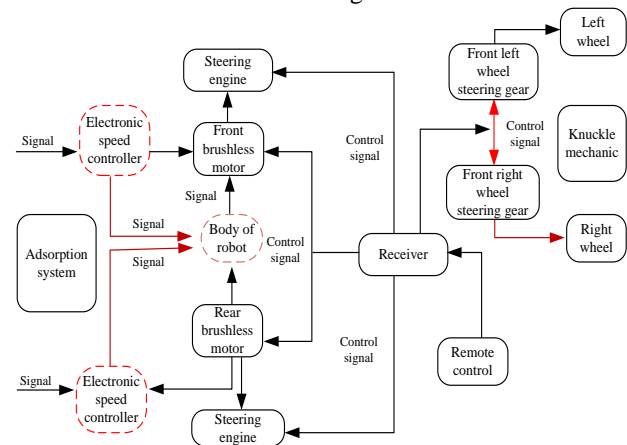 Left
wheel
Steering
engine
Front left
wheel
steering gear
Electronic
speed
controller
Signal
Front
brushless
motor
Control
signal
Control
signal
Knuckle
mechanic
Signal
Front right
wheel
steering gear
Signal
Body of
robot
Adsorption
system
Signal
Control
signal
Receiver
Right
wheel
Rear
brushless
motor
Control
signal
Remote
control
Signal
Electronic
speed
controller
Steering
engine